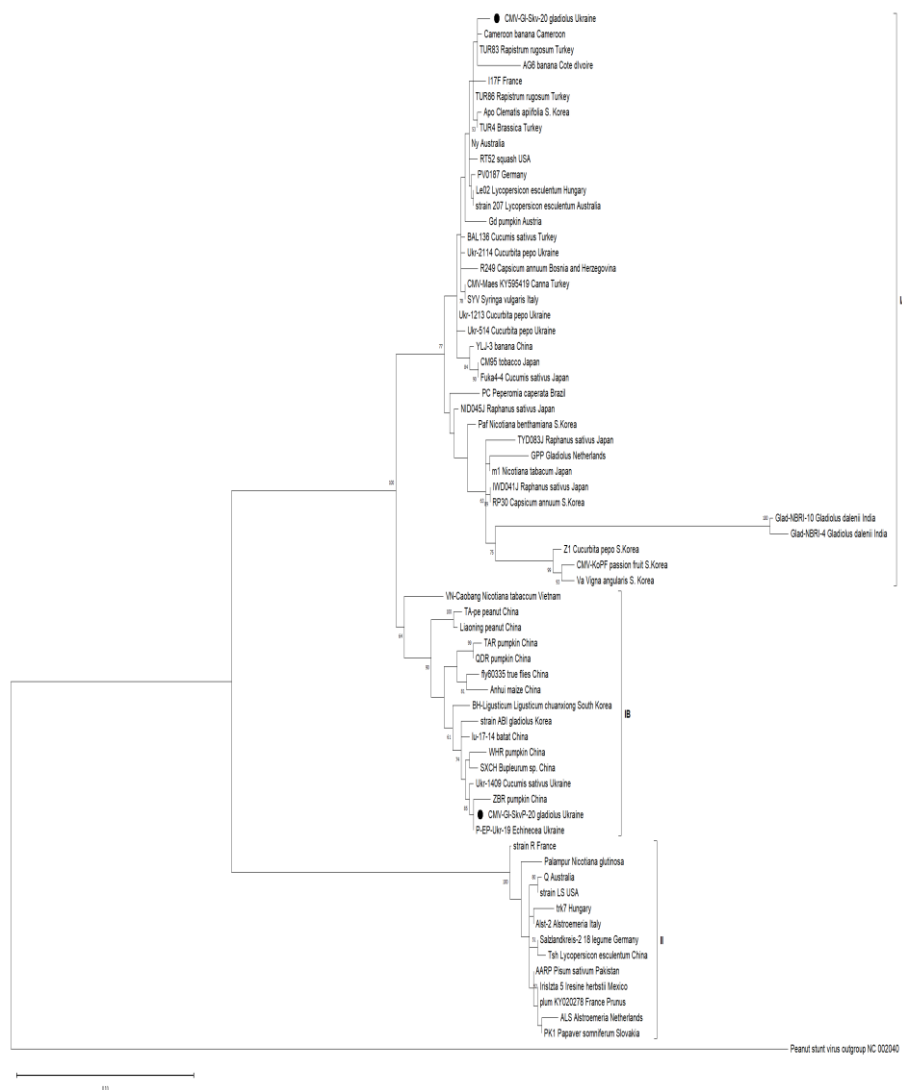 CMV-Gl-Skv-20 gladiolus Ukraine
Cameroon banana Cameroon
TUR83 Rapistrum rugosum Turkey
AG6 banana Cote dIvoire
I17F France
TUR86 Rapistrum rugosum Turkey
Apo Clematis apiifolia S. Korea
TUR4 Brassica Turkey
Ny Australia
RT52 squash USA
PV0187 Germany
Le02 Lycopersicon esculentum Hungary
strain 207 Lycopersicon esculentum Australia
Gd pumpkin Austria
BAL136 Cucumis sativus Turkey
Ukr-2114 Cucurbita pepo Ukraine
R249 Capsicum annuum Bosnia and Herzegovina
CMV-Maes KY595419 Canna Turkey
SYV Syringa vulgaris Italy
Ukr-1213 Cucurbita pepo Ukraine
Ukr-514 Cucurbita pepo Ukraine
77
YLJ-3 banana China
CM95 tobacco Japan
Fuka4-4 Cucumis sativus Japan
PC Peperomia caperata Brazil
NID045J Raphanus sativus Japan
Paf Nicotiana benthamiana S.Korea
TYD083J Raphanus sativus Japan
GPP Gladiolus Netherlands
m1 Nicotiana tabacum Japan
IWD041J Raphanus sativus Japan
RP30 Capsicum annuum S.Korea
100
Glad-NBRI-10 Gladiolus dalenii India
Glad-NBRI-4 Gladiolus dalenii India
Z1 Cucurbita pepo S.Korea
CMV-KoPF passion fruit S.Korea
Va Vigna angularis S. Korea
VN-Caobang Nicotiana tabaccum Vietnam
TA-pe peanut China
Liaoning peanut China
TAR pumpkin China
QDR pumpkin China
fly60335 true flies China
Anhui maize China
BH-Ligusticum Ligusticum chuanxiong South Korea
IB
strain ABI gladiolus Korea
lu-17-14 batat China
WHR pumpkin China
SXCH Bupleurum sp. China
Ukr-1409 Cucumis sativus Ukraine
ZBR pumpkin China
CMV-Gl-SkvP-20 gladiolus Ukraine
P-EP-Ukr-19 Echinecea Ukraine
strain R France
Palampur Nicotiana glutinosa
Q Australia
strain LS USA
trk7 Hungary
Alst-2 Alstroemeria Italy
Salzlandkreis-2 18 legume Germany
II
Tsh Lycopersicon esculentum China
AARP Pisum sativum Pakistan
IrisIzta 5 Iresine herbstii Mexico
plum KY020278 France Prunus
ALS Alstroemeria Netherlands
PK1 Papaver somniferum Slovakia
Peanut stunt virus outgroup NC 002040